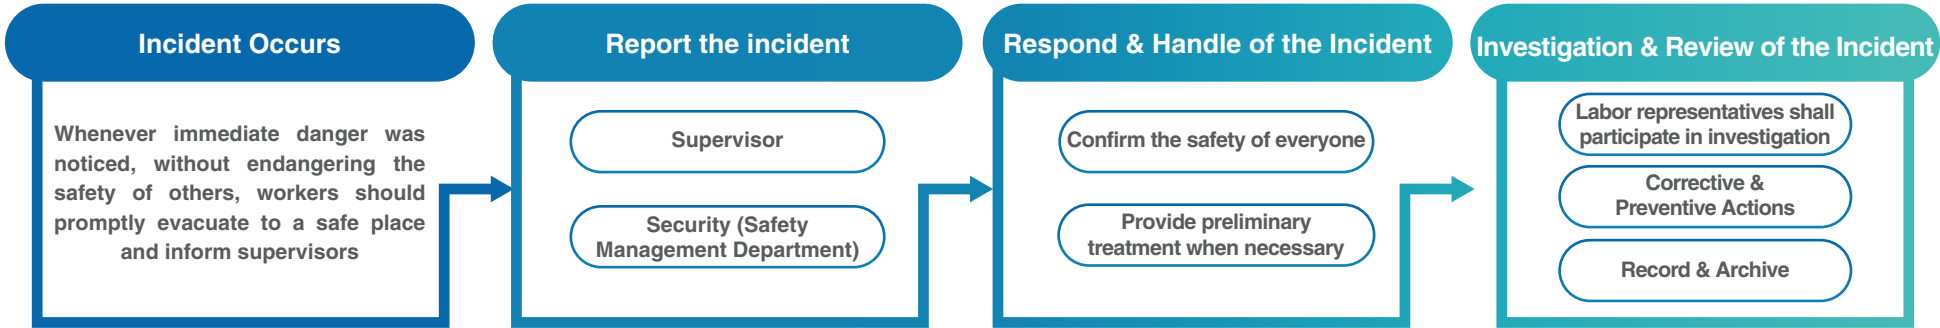 Incident Occurs
Whenever immediate danger was
noticed, without endangering the
safety of others, workers should
promptly evacuate to a safe place
and inform supervisors
Report the incident
Supervisor
Security (Safety
Management Department)
Respond & Handle of the Incident
Confirm the safety of everyone
Provide preliminary
treatment when necessary
Investigation & Review of the Incident
Labor representatives shall
participate in investigation
Corrective &
Preventive Actions
Record & Archive